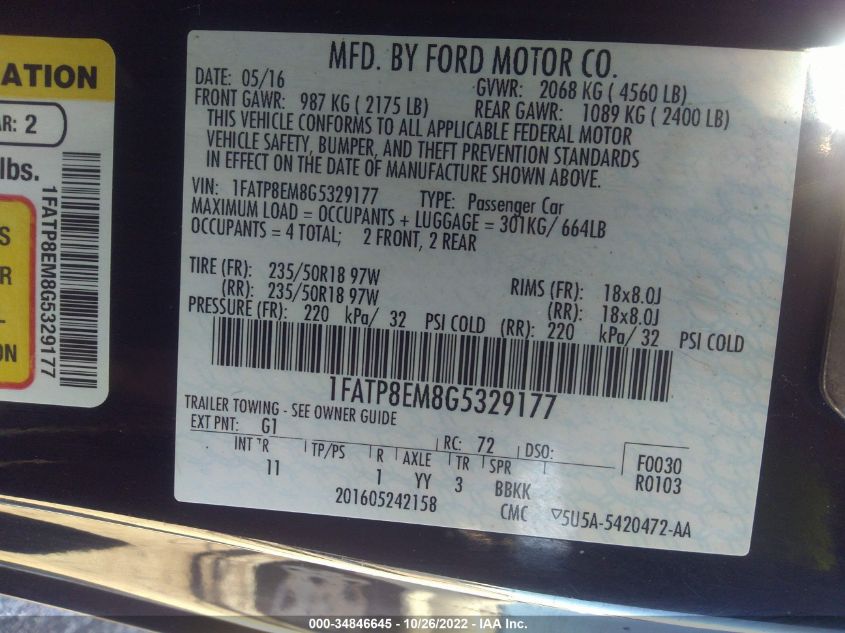 ATION
AR: 2
lbs.
1FATP8EM8G5329177
S
R
ON
MFD. BY FORD MOTOR CO.
DATE: 05/16 GVWR: 2068 KG ( 4560 LB)
FRONT GAWR: 987 KG ( 2175 LB) REAR GAWR: 1089 KG ( 2400 LB)
THIS VEHICLE CONFORMS TO ALL APPLICABLE FEDERAL MOTOR
VEHICLE SAFETY, BUMPER, AND THEFT PREVENTION STANDARDS
IN EFFECT ON THE DATE OF MANUFACTURE SHOWN ABOVE.
VIN: 1FATP8EM8G5329177 TYPE: Passenger Car
MAXIMUM LOAD = OCCUPANTS + LUGGAGE = 301KG/ 664LB
OCCUPANTS = 4 TOTAL; 2 FRONT, 2 REAR
TIRE (FR): 235/50R18 97W RIMS (FR): 18x8.0J
(RR): 235/50R18 97W (RR): 18x8.0J
PRESSURE (FR): 220 kPa/ 32 PSI COLD (RR): 220 kPa/ 32 PSI COLD
1FATP8EM8G5329177
TRAILER TOWING - SEE OWNER GUIDE
EXT PNT: G1 RC: 72 DSO: F0030
INT TR TP/PS R AXLE TR SPR R0103
11 1 YY 3 BBKK
201605242158 CMC ▽5U5A-5420472-AA
000-34846645 - 10/26/2022 - IAA Inc.